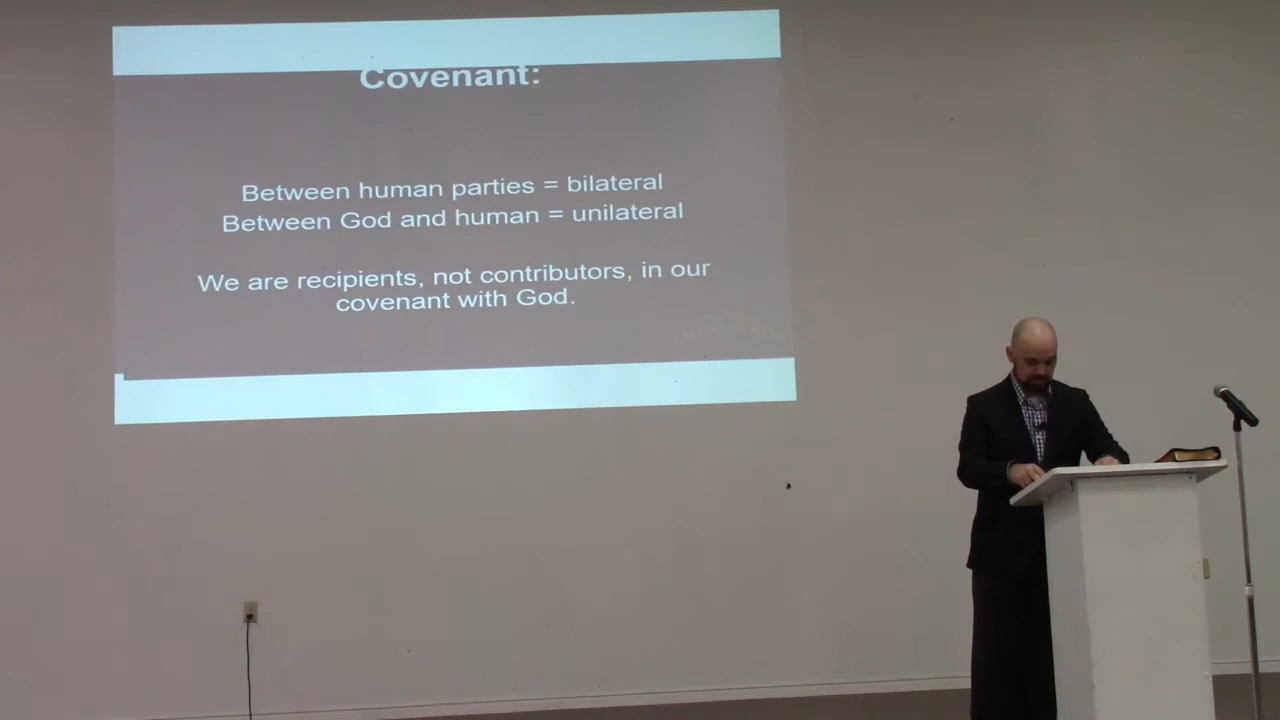 Covenant:
Between human parties = bilateral
Between God and human = unilateral
We are recipients, not contributors, in our
covenant with God.